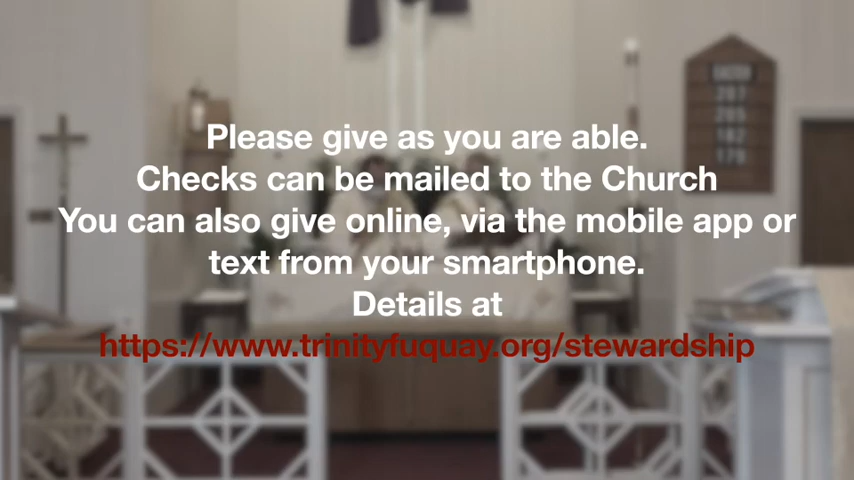 Please give as you are able.
Checks can be mailed to the Church
You can also give online, via the mobile app or
text from your smartphone.
Details at
https://www.trinityfuquay.org/stewardship